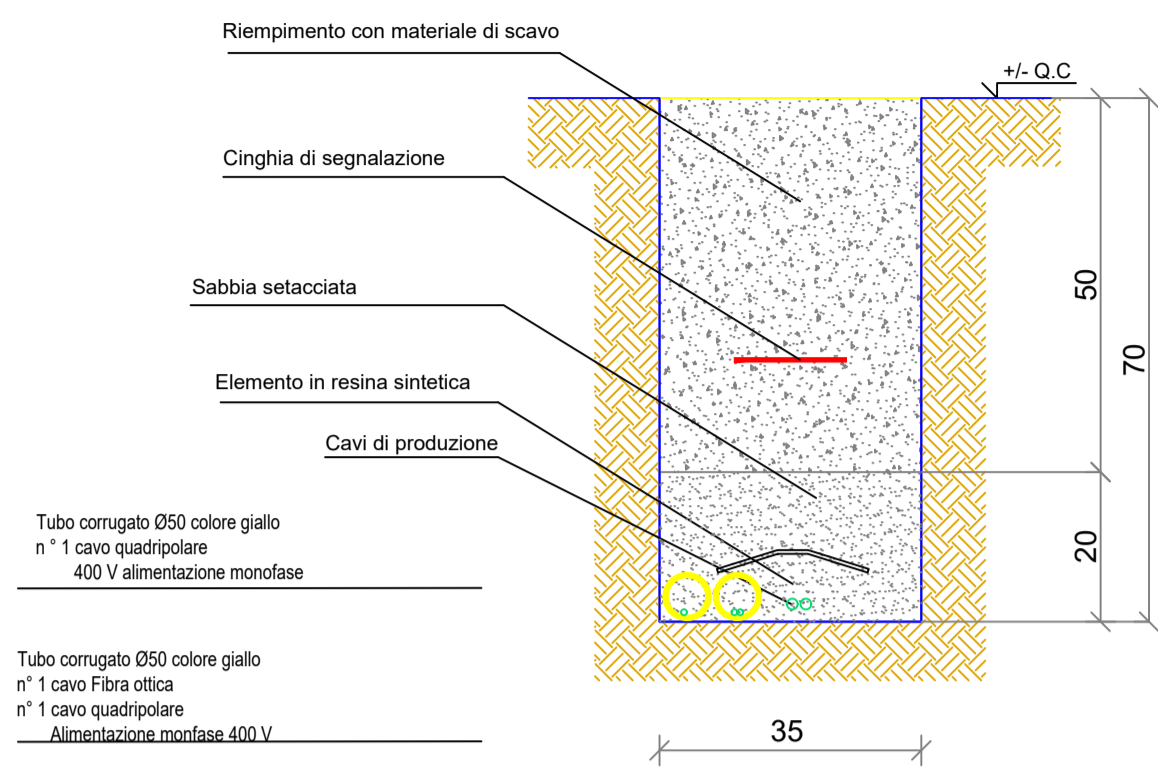 Riempimento con materiale di scavo
+/- Q.C
Cinghia di segnalazione
50
Sabbia setacciata
70
Elemento in resina sintetica
Cavi di produzione
20
Tubo corrugato Ø50 colore giallo
n ° 1 cavo quadripolare
400 V alimentazione monofase
Tubo corrugato Ø50 colore giallo
n° 1 cavo Fibra ottica
n° 1 cavo quadripolare
Alimentazione monfase 400 V
35